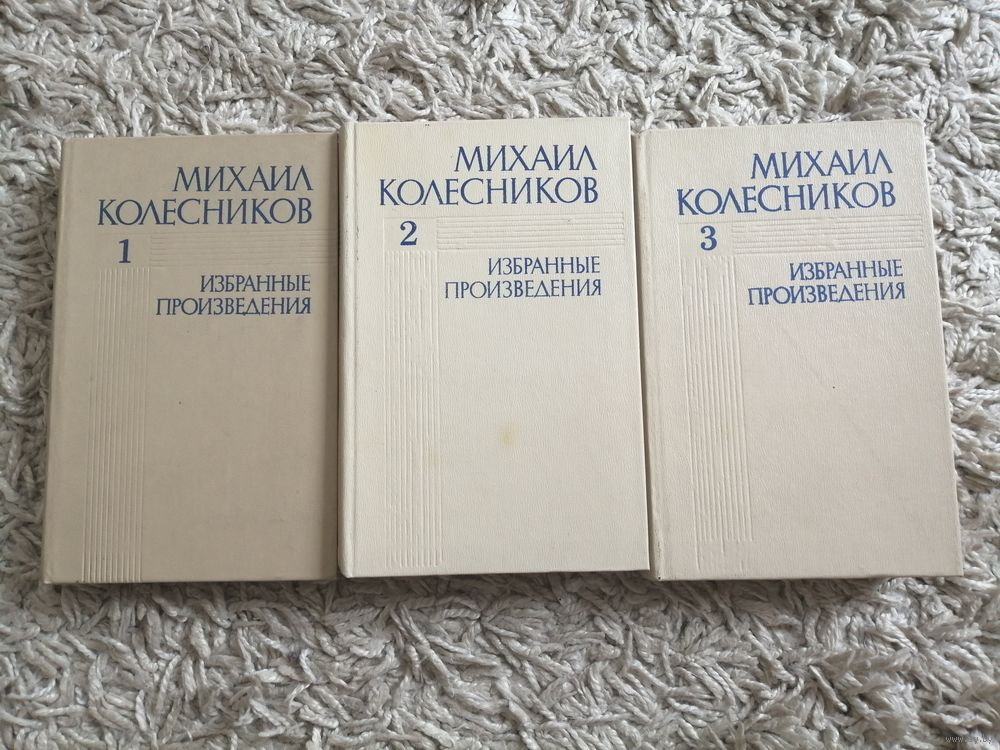 МИХАИЛ
КОЛЕСНИКОВ
1
ИЗБРАННЫЕ
ПРОИЗВЕДЕНИЯ
МИХАИЛ
КОЛЕСНИКОВ
2
ИЗБРАННЫЕ
ПРОИЗВЕДЕНИЯ
МИХАИЛ
КОЛЕСНИКОВ
3
ИЗБРАННЫЕ
ПРОИЗВЕДЕНИЯ